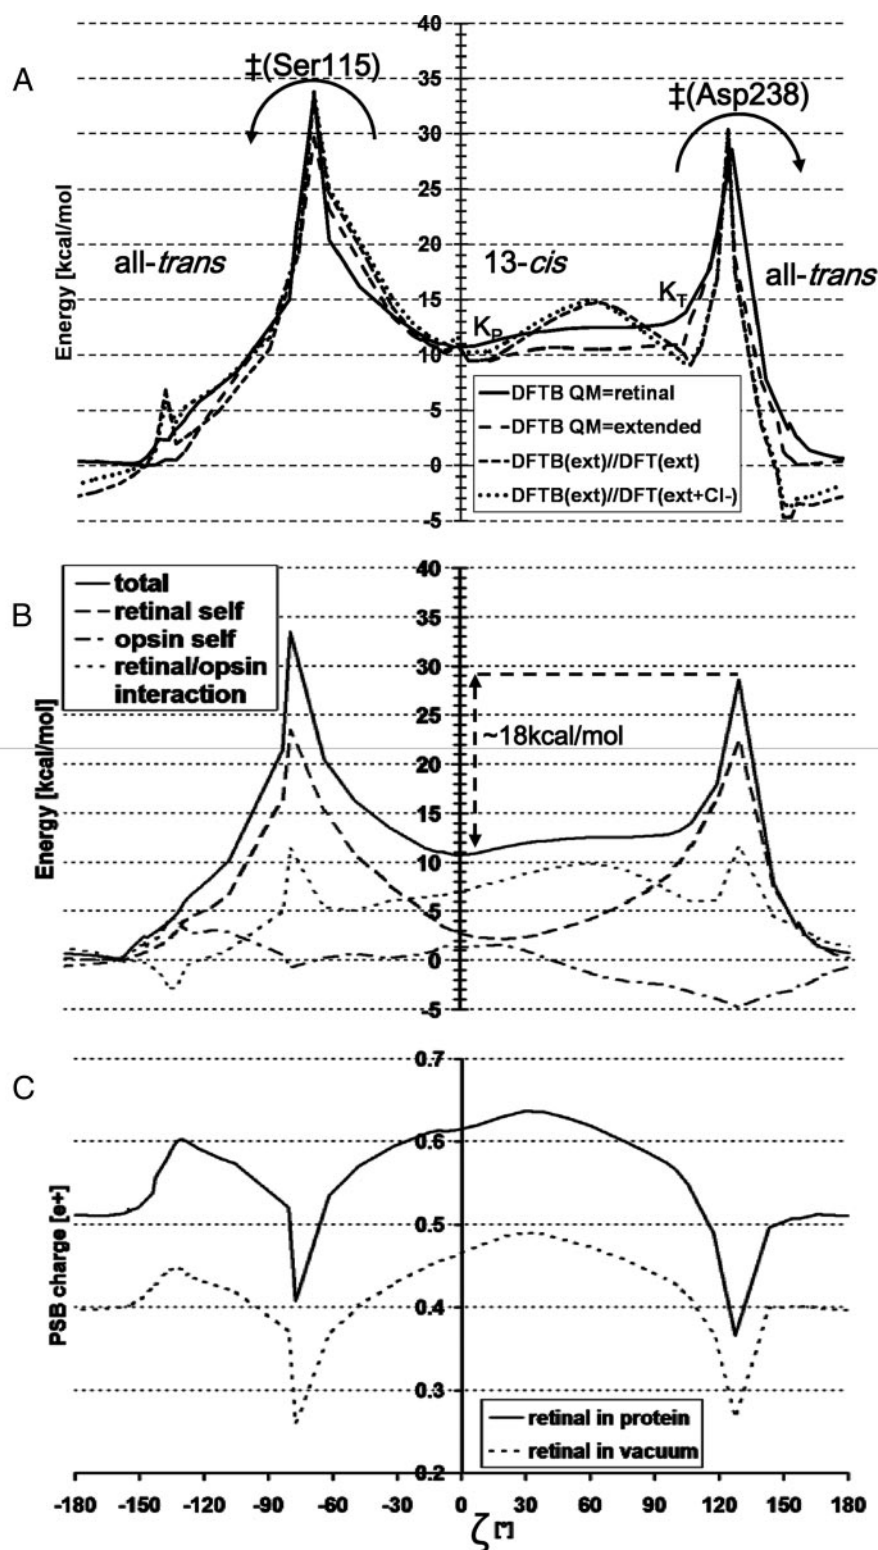 A
‡(Ser115)
‡(Asp238)
all-trans
13-cis
all-trans
K_P
K_T
Energy [kcal/mol]
40
35
30
25
20
15
10
5
0
-5
DFTB QM=retinal
DFTB QM=extended
DFTB(ext)//DFT(ext)
DFTB(ext)//DFT(ext+Cl-)
B
total
retinal self
opsin self
retinal/opsin
interaction
~18kcal/mol
Energy [kcal/mol]
40
35
30
25
20
15
10
5
0
-5
C
PSB charge [e+]
0.7
0.6
0.5
0.4
0.3
0.2
retinal in protein
retinal in vacuum
-180 -150 -120 -90 -60 -30 0 30 60 90 120 150 180
ζ [°]